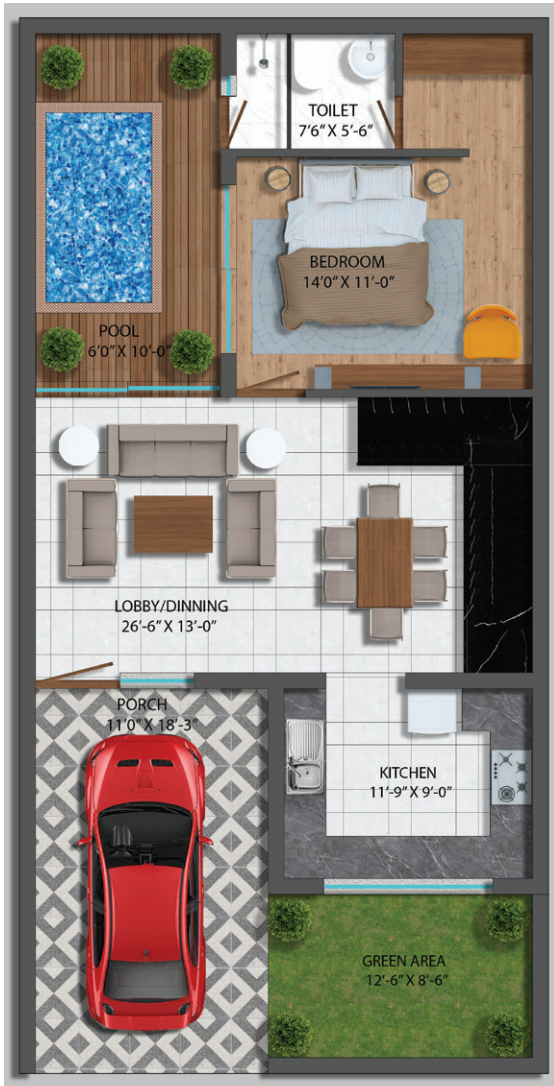 TOILET
7'6" X 5'-6"
BEDROOM
14'0" X 11'-0"
POOL
6'0" X 10'-0"
LOBBY/DINNING
26'-6" X 13'-0"
PORCH
11'0" X 18'-3"
KITCHEN
11'-9" X 9'-0"
GREEN AREA
12'-6" X 8'-6"